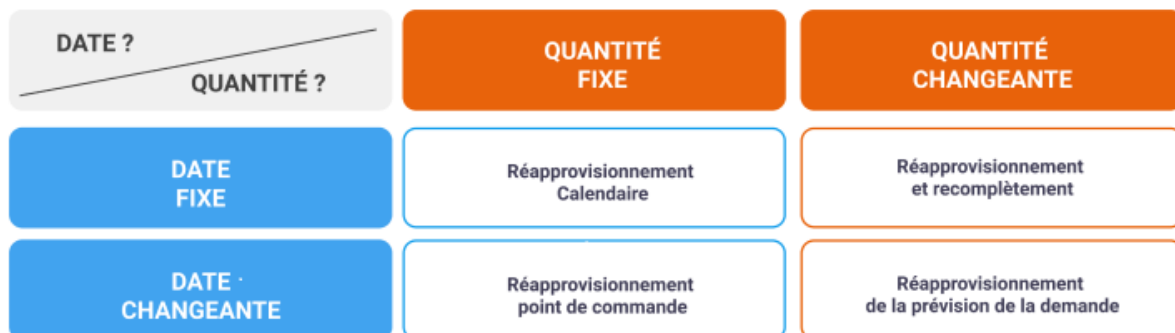 DATE ?
QUANTITÉ ?
QUANTITÉ
FIXE
QUANTITÉ
CHANGEANTE
DATE
FIXE
Réapprovisionnement
Calendaire
Réapprovisionnement
et recomplètement
DATE
CHANGEANTE
Réapprovisionnement
point de commande
Réapprovisionnement
de la prévision de la demande